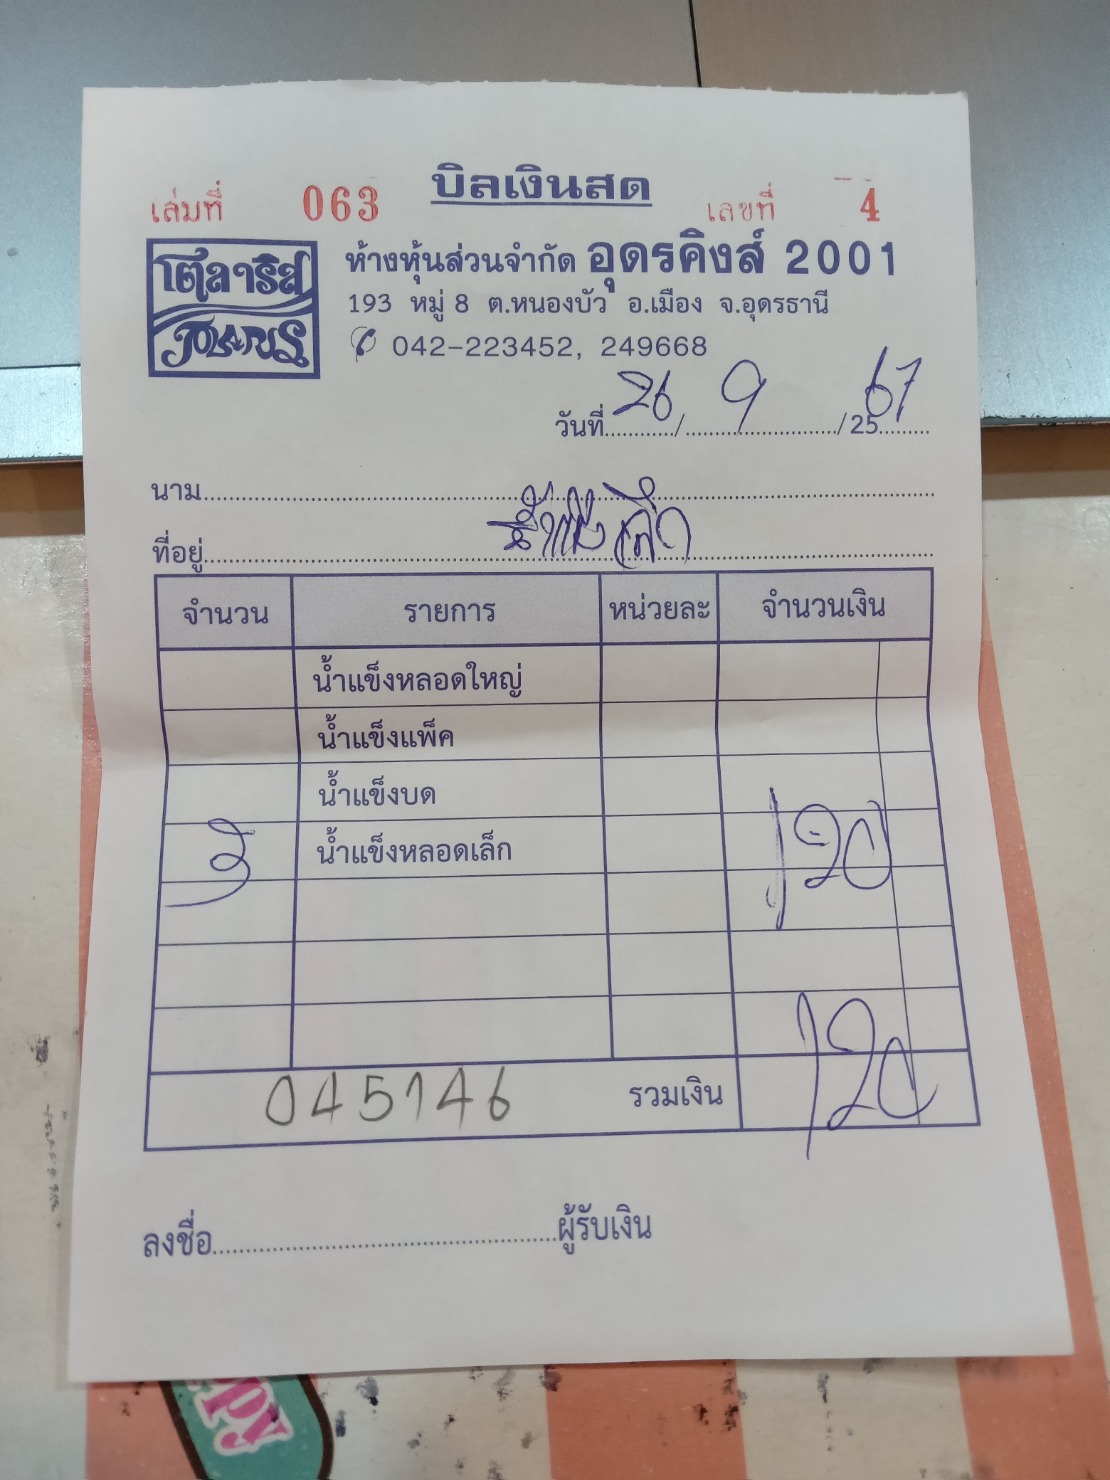 บิลเงินสด
เล่มที่ 063 เลขที่ 4
โตลาริส
TOLARIS
ห้างหุ้นส่วนจำกัด อุดรคิงส์ 2001
193 หมู่ 8 ต.หนองบัว อ.เมือง จ.อุดรธานี
042-223452, 249668
วันที่ 26 / 9 / 2567
นาม
ที่อยู่
จำนวน รายการ หน่วยละ จำนวนเงิน
น้ำแข็งหลอดใหญ่
น้ำแข็งแพ็ค
น้ำแข็งบด
3 น้ำแข็งหลอดเล็ก 120
045146 รวมเงิน 120
ลงชื่อ ผู้รับเงิน